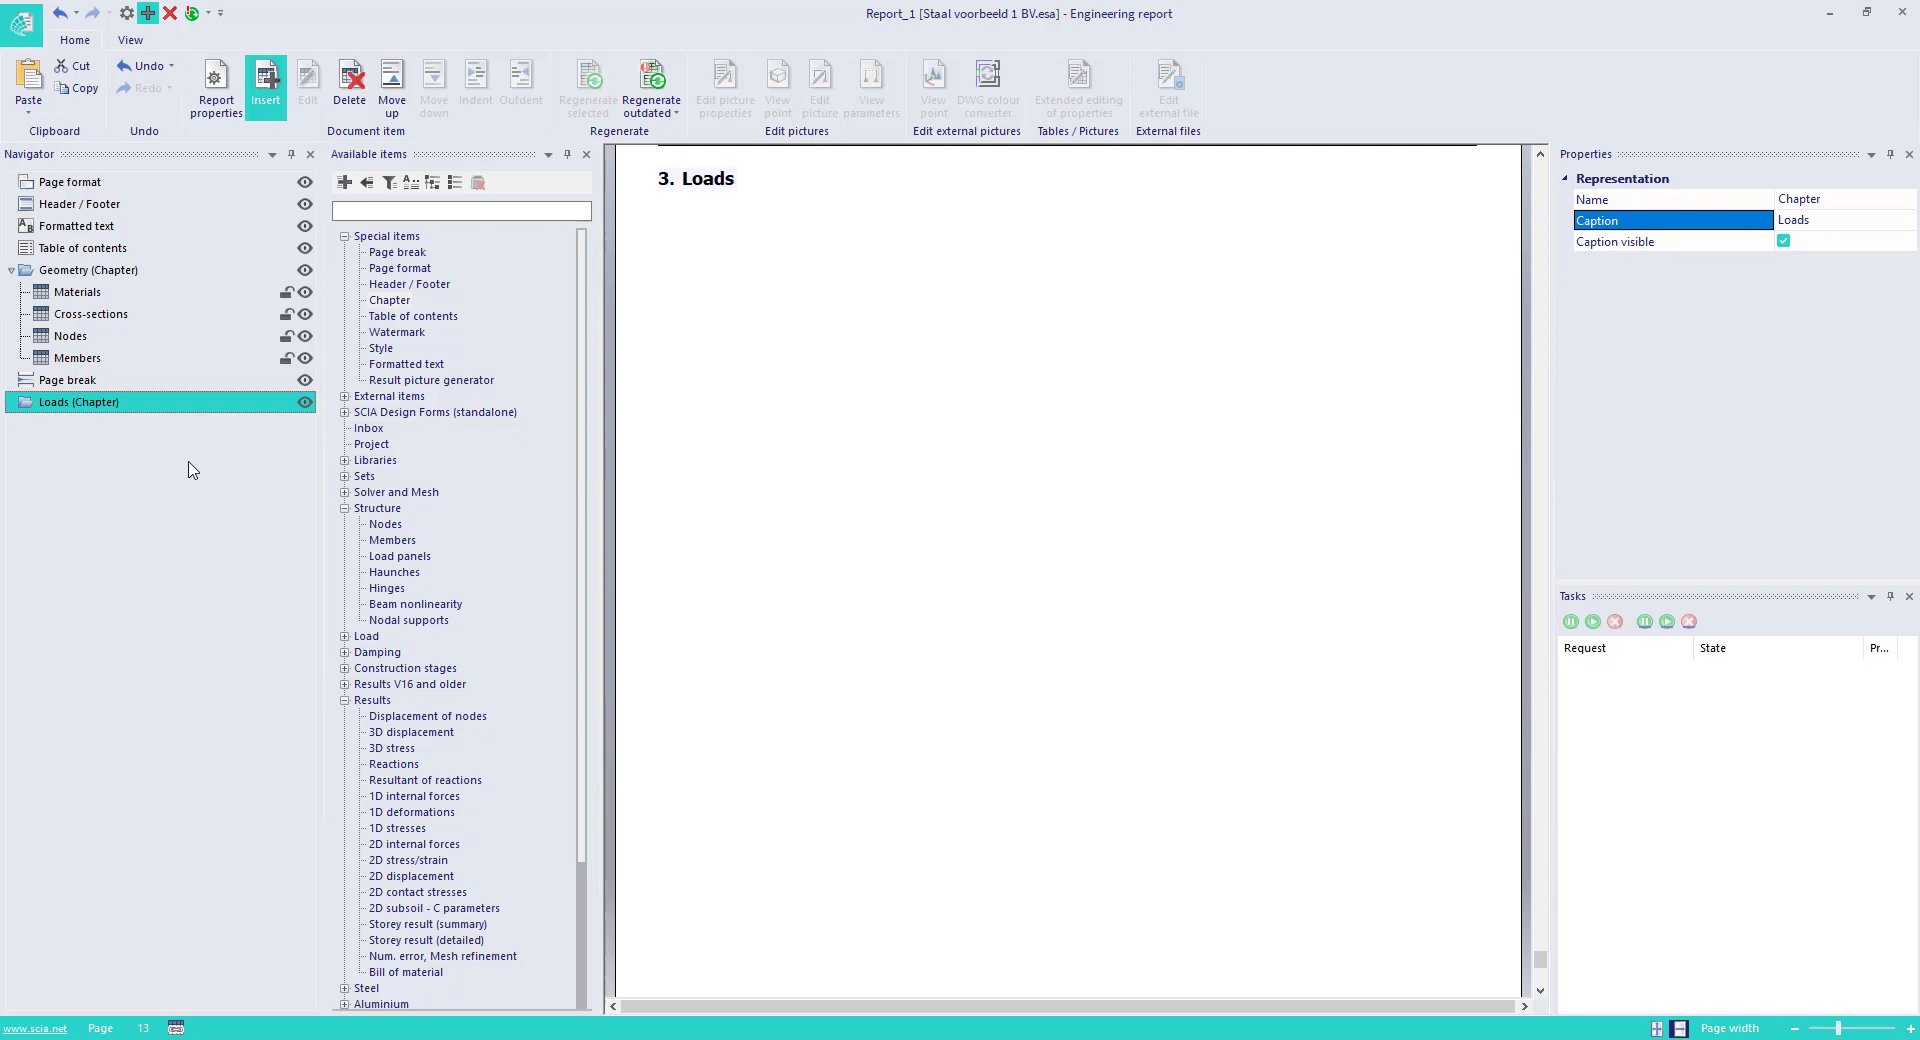 Report_1 [Staal voorbeeld 1 BV.esa] - Engineering report
Home View
Paste
Cut
Copy
Clipboard
Undo
Redo
Undo
Report properties
Insert
Edit
Delete
Move up
Move down
Indent
Outdent
Document item
Regenerate selected
Regenerate outdated
Regenerate
Edit picture properties
View point
Edit picture
View parameters
Edit pictures
View point
DWG colour converter
Edit external pictures
Extended editing of properties
Tables / Pictures
Edit external file
External files
Navigator
Page format
Header / Footer
Formatted text
Table of contents
Geometry (Chapter)
Materials
Cross-sections
Nodes
Members
Page break
Loads (Chapter)
Available items
Special items
Page break
Page format
Header / Footer
Chapter
Table of contents
Watermark
Style
Formatted text
Result picture generator
External items
SCIA Design Forms (standalone)
Inbox
Project
Libraries
Sets
Solver and Mesh
Structure
Nodes
Members
Load panels
Haunches
Hinges
Beam nonlinearity
Nodal supports
Load
Damping
Construction stages
Results V16 and older
Results
Displacement of nodes
3D displacement
3D stress
Reactions
Resultant of reactions
1D internal forces
1D deformations
1D stresses
2D internal forces
2D stress/strain
2D displacement
2D contact stresses
2D subsoil - C parameters
Storey result (summary)
Storey result (detailed)
Num. error, Mesh refinement
Bill of material
Steel
Aluminium
3. Loads
Properties
Representation
Name Chapter
Caption Loads
Caption visible
Tasks
Request State Pr...
www.scia.net Page 13 Page width